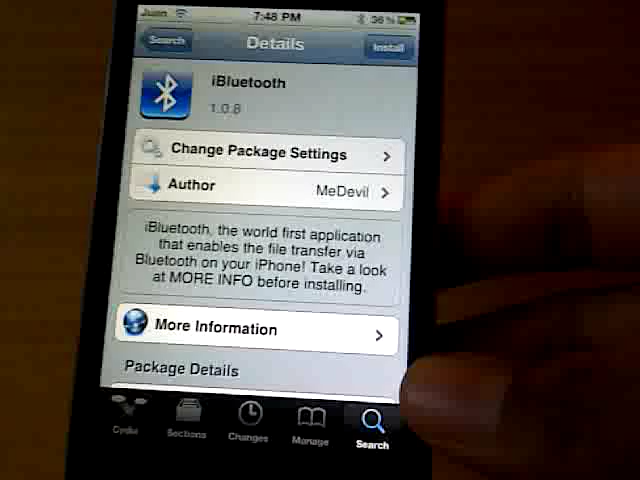 Juan 7:48 PM 36%
Search Details Install
iBluetooth
1.0.8
Change Package Settings
Author MeDevil
iBluetooth, the world first application
that enables the file transfer via
Bluetooth on your iPhone! Take a look
at MORE INFO before installing.
More Information
Package Details
Cydia Sections Changes Manage Search